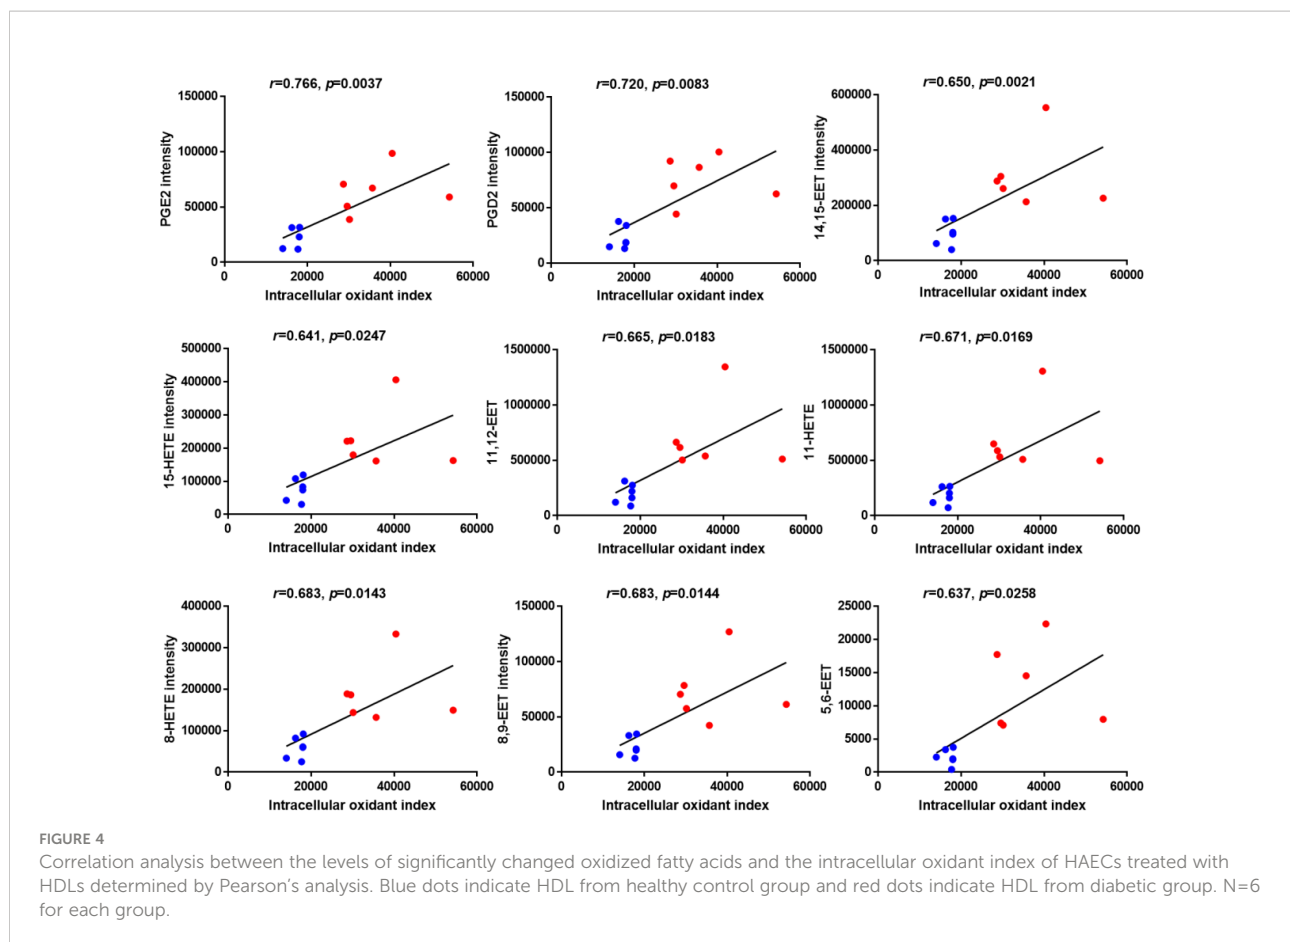 r=0.766, p=0.0037
PGE2 intensity
150000
100000
50000
0
0 20000 40000 60000
Intracellular oxidant index
r=0.720, p=0.0083
PGD2 intensity
150000
100000
50000
0
0 20000 40000 60000
Intracellular oxidant index
r=0.650, p=0.0021
14,15-EET intensity
600000
400000
200000
0
0 20000 40000 60000
Intracellular oxidant index
r=0.641, p=0.0247
15-HETE intensity
500000
400000
300000
200000
100000
0
0 20000 40000 60000
Intracellular oxidant index
r=0.665, p=0.0183
11,12-EET
1500000
1000000
500000
0
0 20000 40000 60000
Intracellular oxidant index
r=0.671, p=0.0169
11-HETE
1500000
1000000
500000
0
0 20000 40000 60000
Intracellular oxidant index
r=0.683, p=0.0143
8-HETE intensity
400000
300000
200000
100000
0
0 20000 40000 60000
Intracellular oxidant index
r=0.683, p=0.0144
8,9-EET intensity
150000
100000
50000
0
0 20000 40000 60000
Intracellular oxidant index
r=0.637, p=0.0258
5,6-EET
25000
20000
15000
10000
5000
0
0 20000 40000 60000
Intracellular oxidant index
FIGURE 4
Correlation analysis between the levels of significantly changed oxidized fatty acids and the intracellular oxidant index of HAECs treated with
HDLs determined by Pearson's analysis. Blue dots indicate HDL from healthy control group and red dots indicate HDL from diabetic group. N=6
for each group.